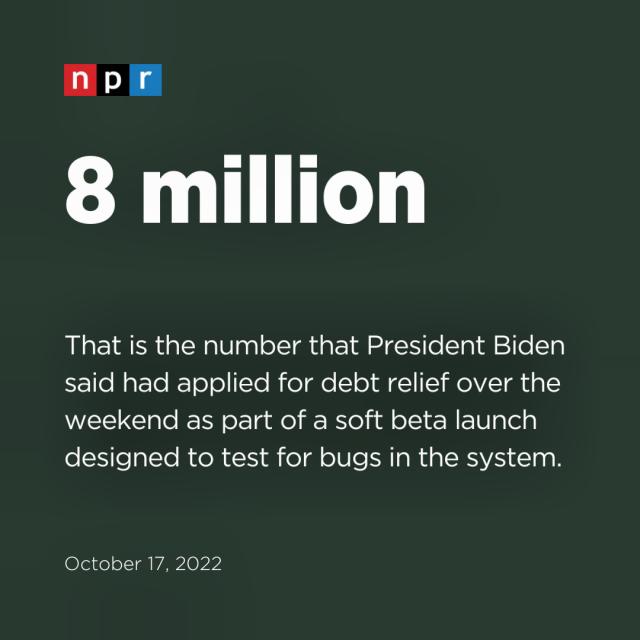 npr
8 million
That is the number that President Biden
said had applied for debt relief over the
weekend as part of a soft beta launch
designed to test for bugs in the system.
October 17, 2022